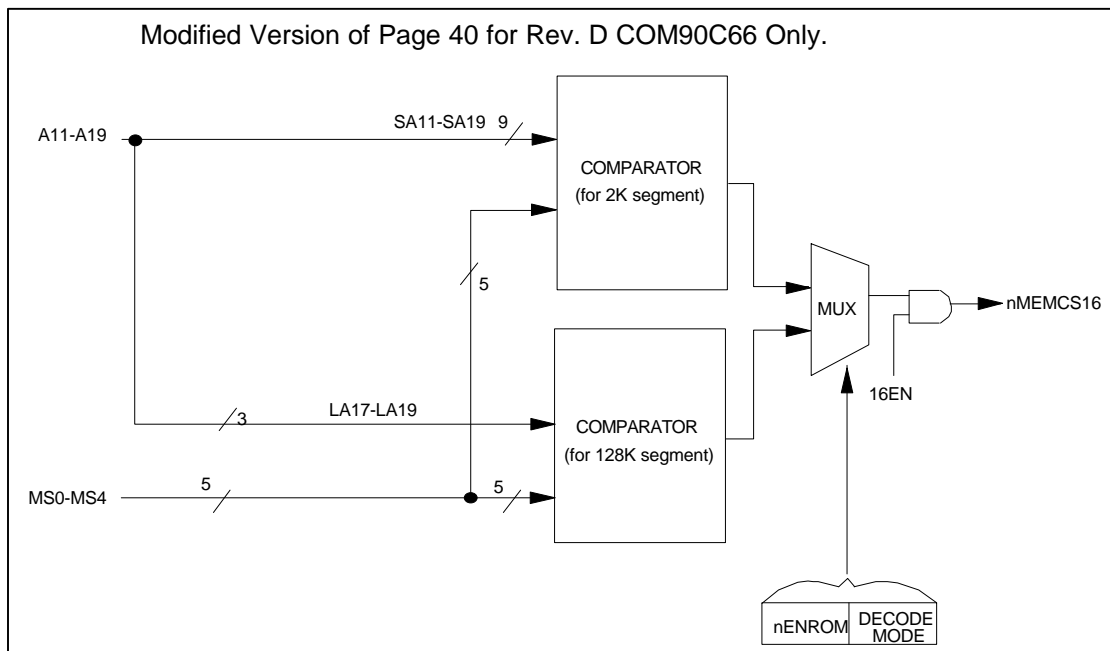 Modified Version of Page 40 for Rev. D COM90C66 Only.
A11-A19
SA11-SA19 9
COMPARATOR
(for 2K segment)
5
MUX
nMEMCS16
16EN
3
LA17-LA19
COMPARATOR
(for 128K segment)
MS0-MS4
5
5
nENROM
DECODE
MODE